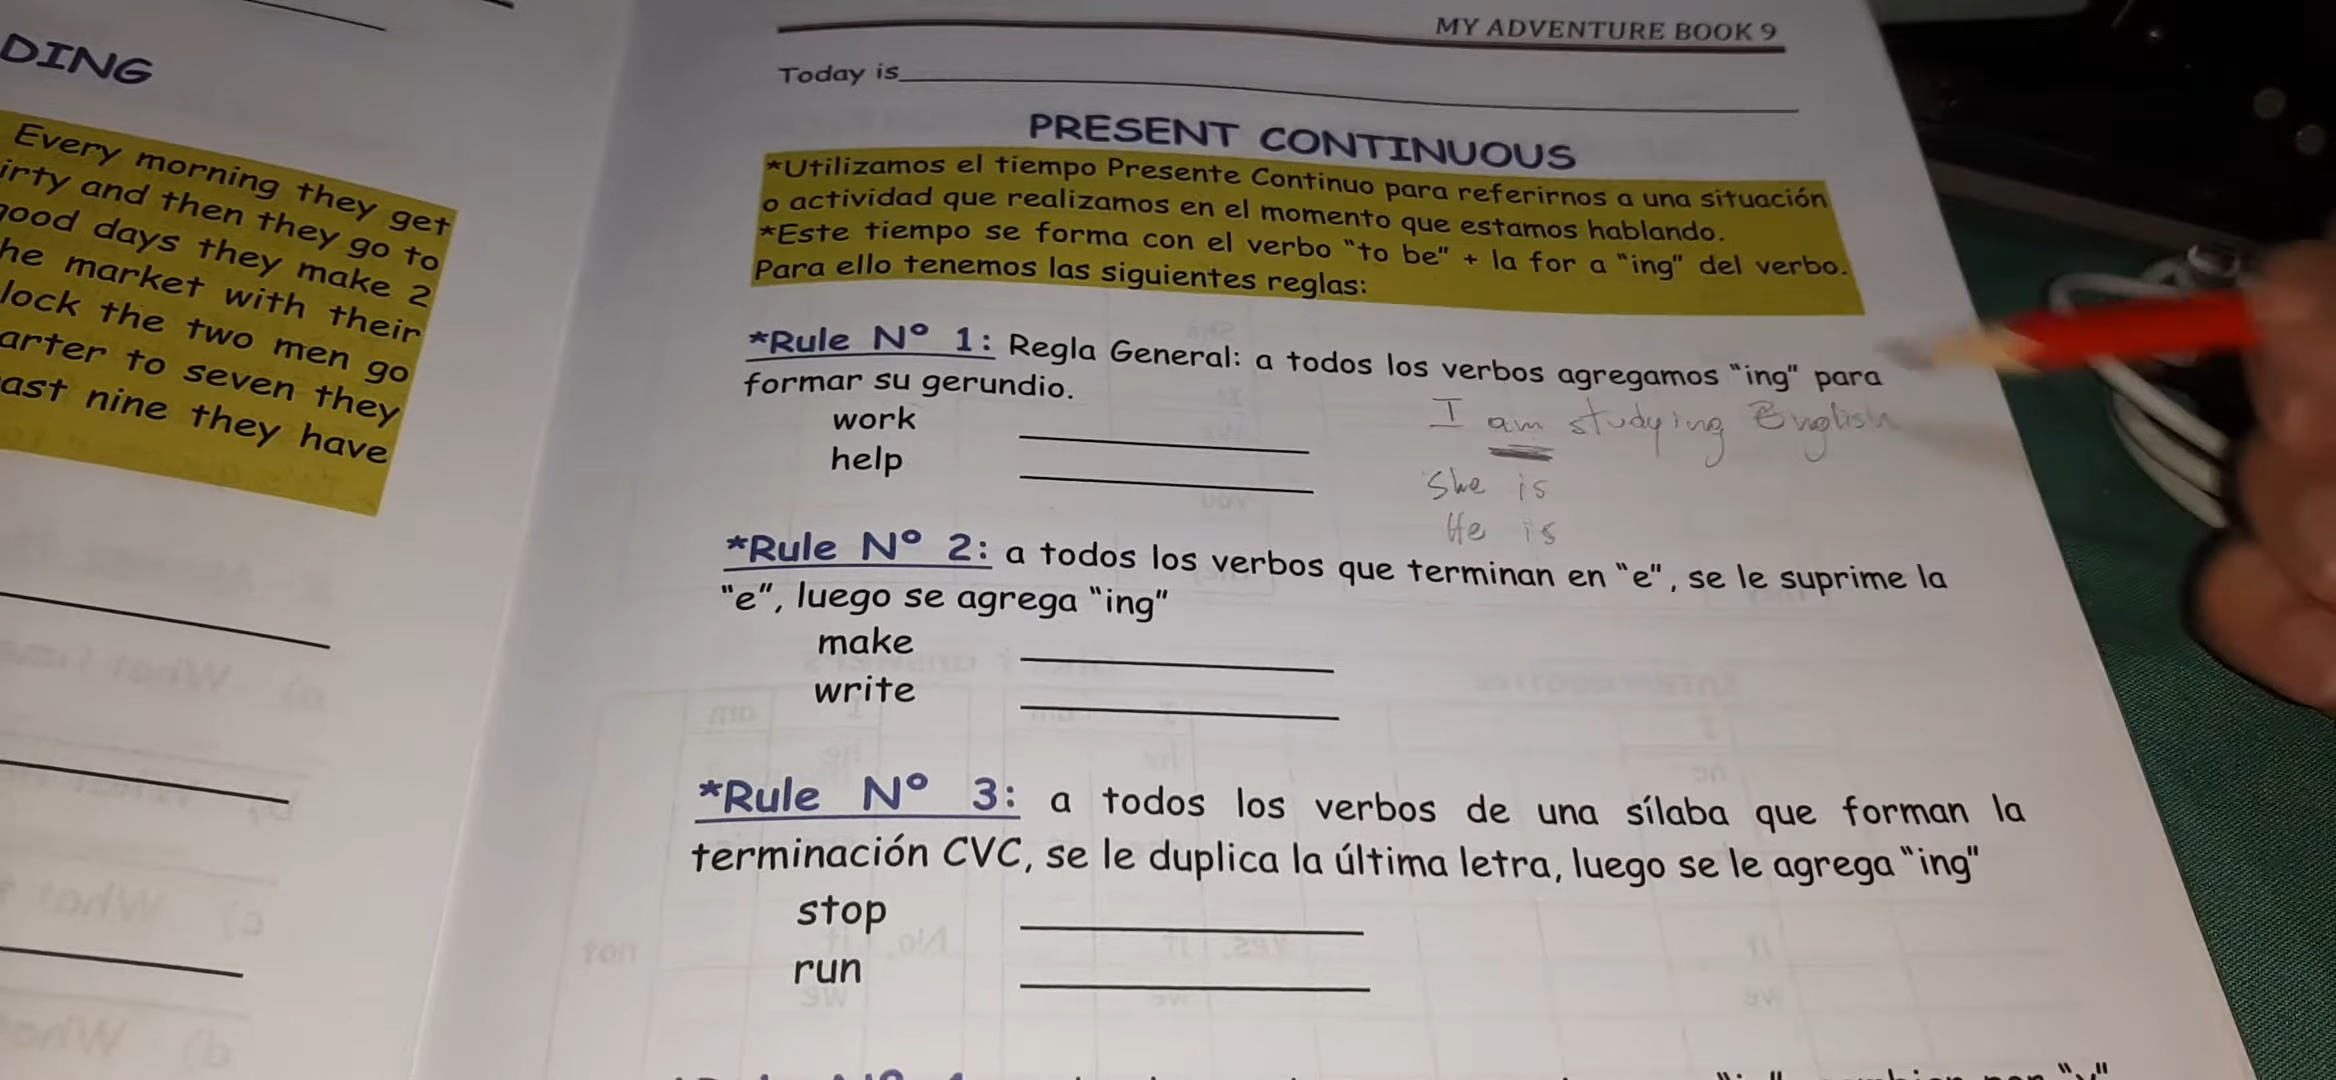 DING
Every morning they get
irty and then they go to
good days they make 2
he market with their
lock the two men go
arter to seven they
ast nine they have
MY ADVENTURE BOOK 9
Today is
PRESENT CONTINUOUS
*Utilizamos el tiempo Presente Continuo para referirnos a una situación
o actividad que realizamos en el momento que estamos hablando.
*Este tiempo se forma con el verbo "to be" + la for a "ing" del verbo.
Para ello tenemos las siguientes reglas:
*Rule Nº 1: Regla General: a todos los verbos agregamos "ing" para
formar su gerundio.
work
help
I am studying English
She is
He is
*Rule Nº 2: a todos los verbos que terminan en "e", se le suprime la
"e", luego se agrega "ing"
make
write
*Rule Nº 3: a todos los verbos de una sílaba que forman la
terminación CVC, se le duplica la última letra, luego se le agrega "ing"
stop
run